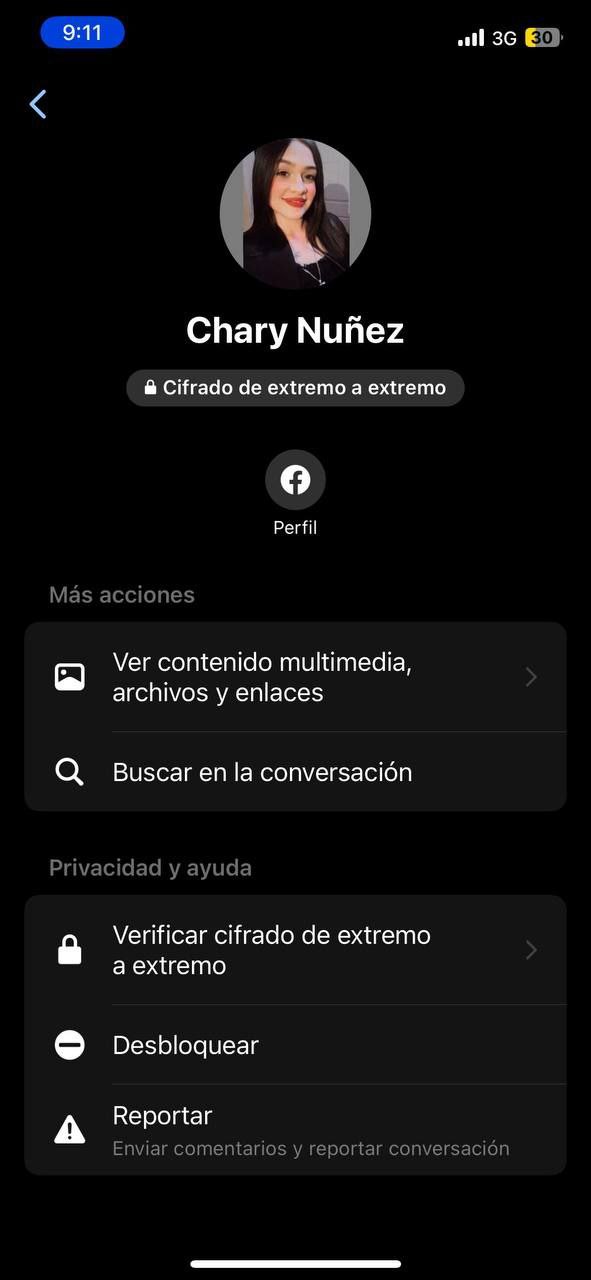 9:11
3G
30
Chary Nuñez
Cifrado de extremo a extremo
Perfil
Más acciones
Ver contenido multimedia,
archivos y enlaces
Buscar en la conversación
Privacidad y ayuda
Verificar cifrado de extremo
a extremo
Desbloquear
Reportar
Enviar comentarios y reportar conversación